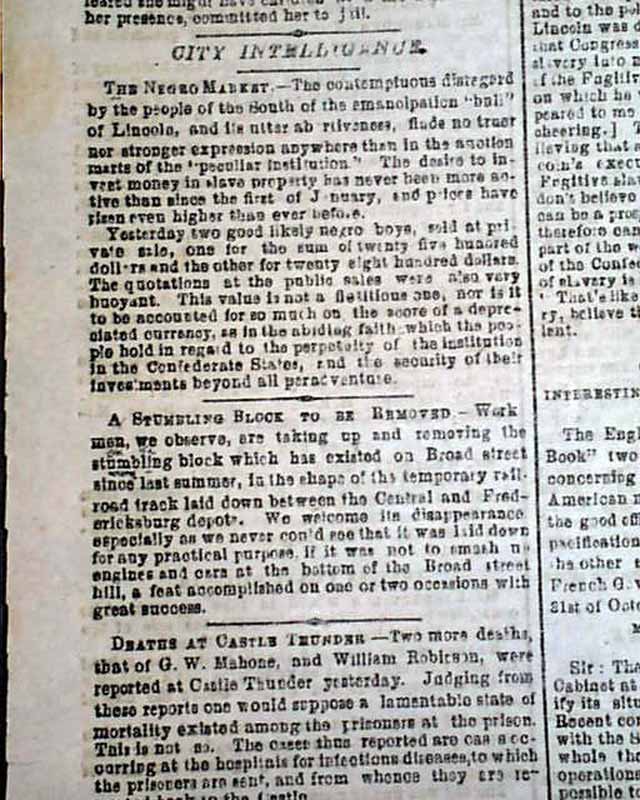 her presence, committed her to jail.
CITY INTELLIGENCE.
THE NEGRO MARKET.—The contemptuous disregard
by the people of the South of the emancipation "bull"
of Lincoln, and its utter ab rtiveness, finds no truer
nor stronger expression anywhere than in the auction
marts of the "peculiar institution." The desire to in-
vest money in slave property has never been more ac-
tive than since the first of J nuary, and prices have
risen even higher than ever before.
Yesterday two good likely negro boys, sold at pri-
vate sale, one for the sum of twenty five hundred
dollars and the other for twenty eight hundred dollars.
The quotations at the public sales were also very
buoyant. This value is not a fictitious one, nor is it
to be accounted for so much on the score of a depre-
ciated currency, as in the abiding faith which the peo-
ple hold in regard to the perpetuity of the institution
in the Confederate States, and the security of their
investments beyond all peradventure.
A STUMBLING BLOCK TO BE REMOVED—Work
men, we observe, are taking up and removing the
stumbling block which has existed on Broad street
since last summer, in the shape of the temporary rail-
road track laid down between the Central and Fred-
ericksburg depots. We welcome its disappearance
especially as we never could see that it was laid down
for any practical purpose, if it was not to smash u
engines and cars at the bottom of the Broad street
hill, a feat accomplished on one or two occasions with
great success.
DEATHS AT CASTLE THUNDER—Two more deaths,
that of G. W. Mahone, and William Robinson, were
reported at Castle Thunder yesterday. Judging from
these reports one would suppose a lamentable state of
mortality existed among the prisoners at the prison.
This is not so. The cases thus reported are cas s oc-
curring at the hospitals for infectious diseases, to which
the prisoners are sent, and from whence they are re-
back to the Castle
and to the
Lincoln was
that Congress
slavery into
f the Fugitiv
on which he
peared to me
cheering.]
lieving that
coln's exec
Fugitive slav
don't believe
can be a pro
therefore can
part of the w
of the Confe
of slavery is
"That's like
ry, believe t
lent.
INTERESTIN
The Engl
Book" two
concerning
American
the good of
pacification
he other
French G.
31st of Oct
Sir: Tha
Cabinet at
ify its situ
Recent co
with the S
whole tho
operations
possible to